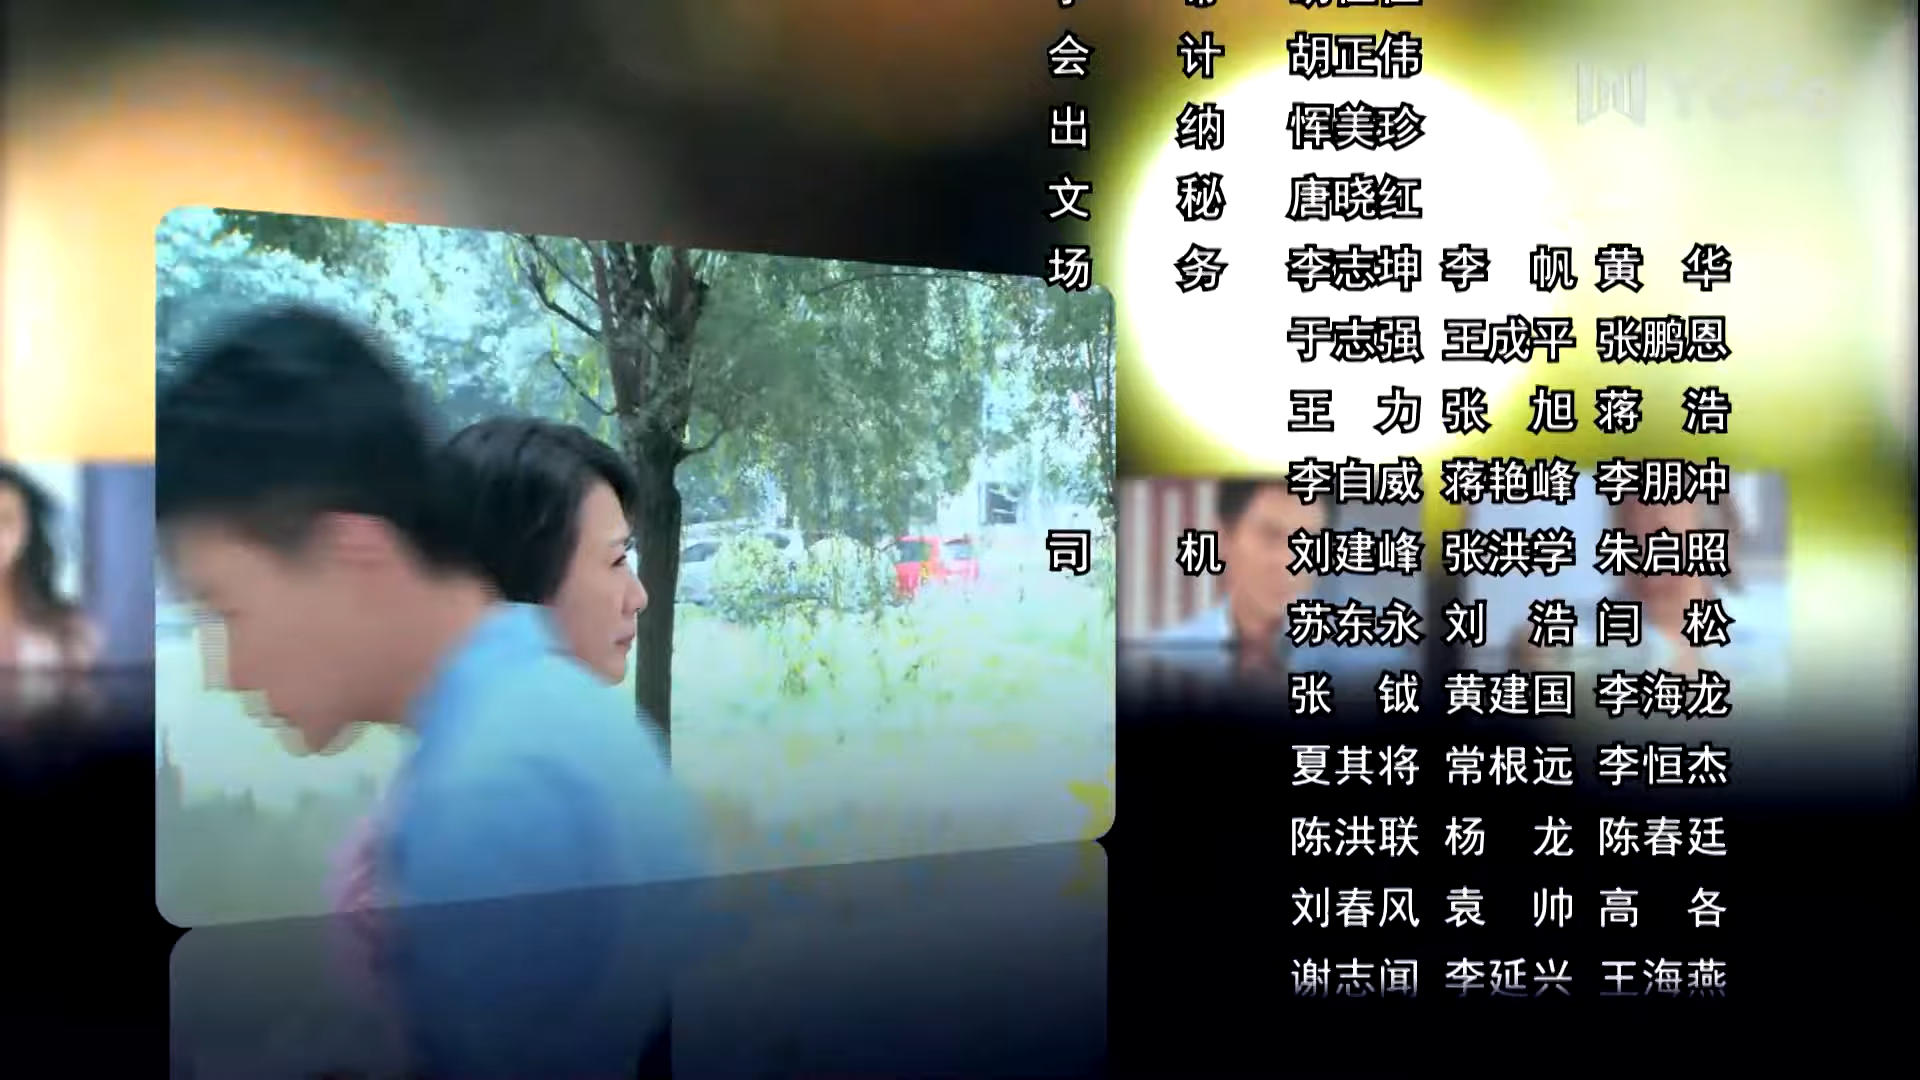 会 计 胡正伟
出 纳 恽美珍
文 秘 唐晓红
场 务 李志坤 李 帆 黄 华
于志强 王成平 张鹏恩
王 力 张 旭 蒋 浩
李自威 蒋艳峰 李朋冲
司 机 刘建峰 张洪学 朱启照
苏东永 刘 浩 闫 松
张 钺 黄建国 李海龙
夏其将 常根远 李恒杰
陈洪联 杨 龙 陈春廷
刘春风 袁 帅 高 各
谢志闻 李延兴 王海燕